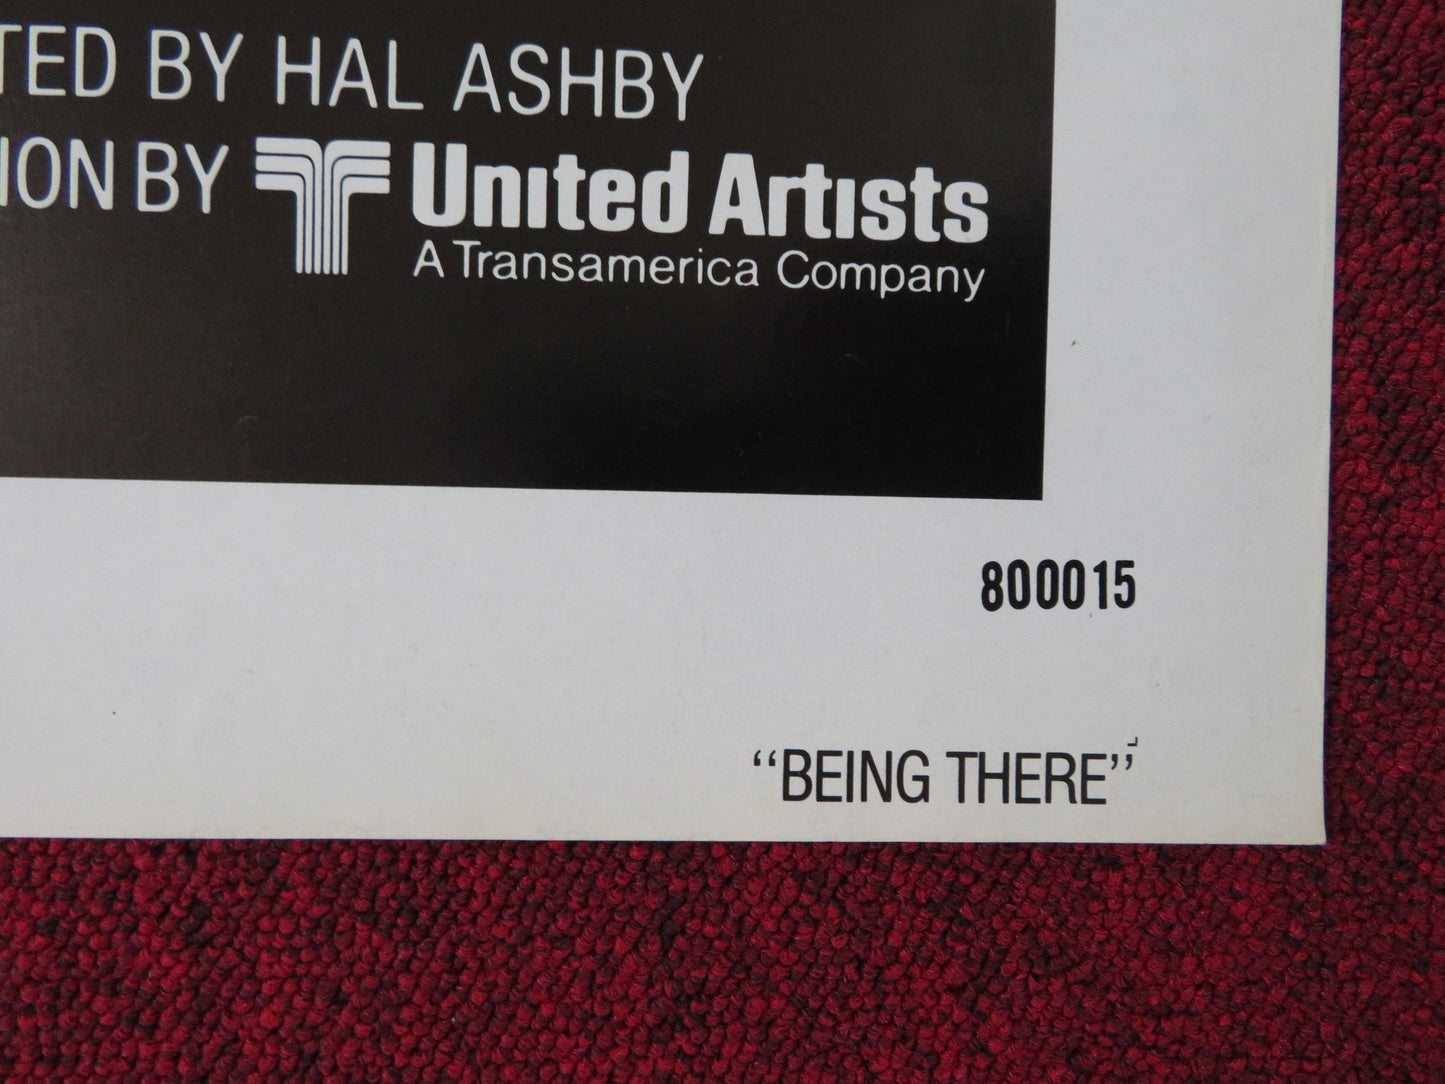 TED BY HAL ASHBY
ION BY United Artists
A Transamerica Company
800015
“BEING THERE”